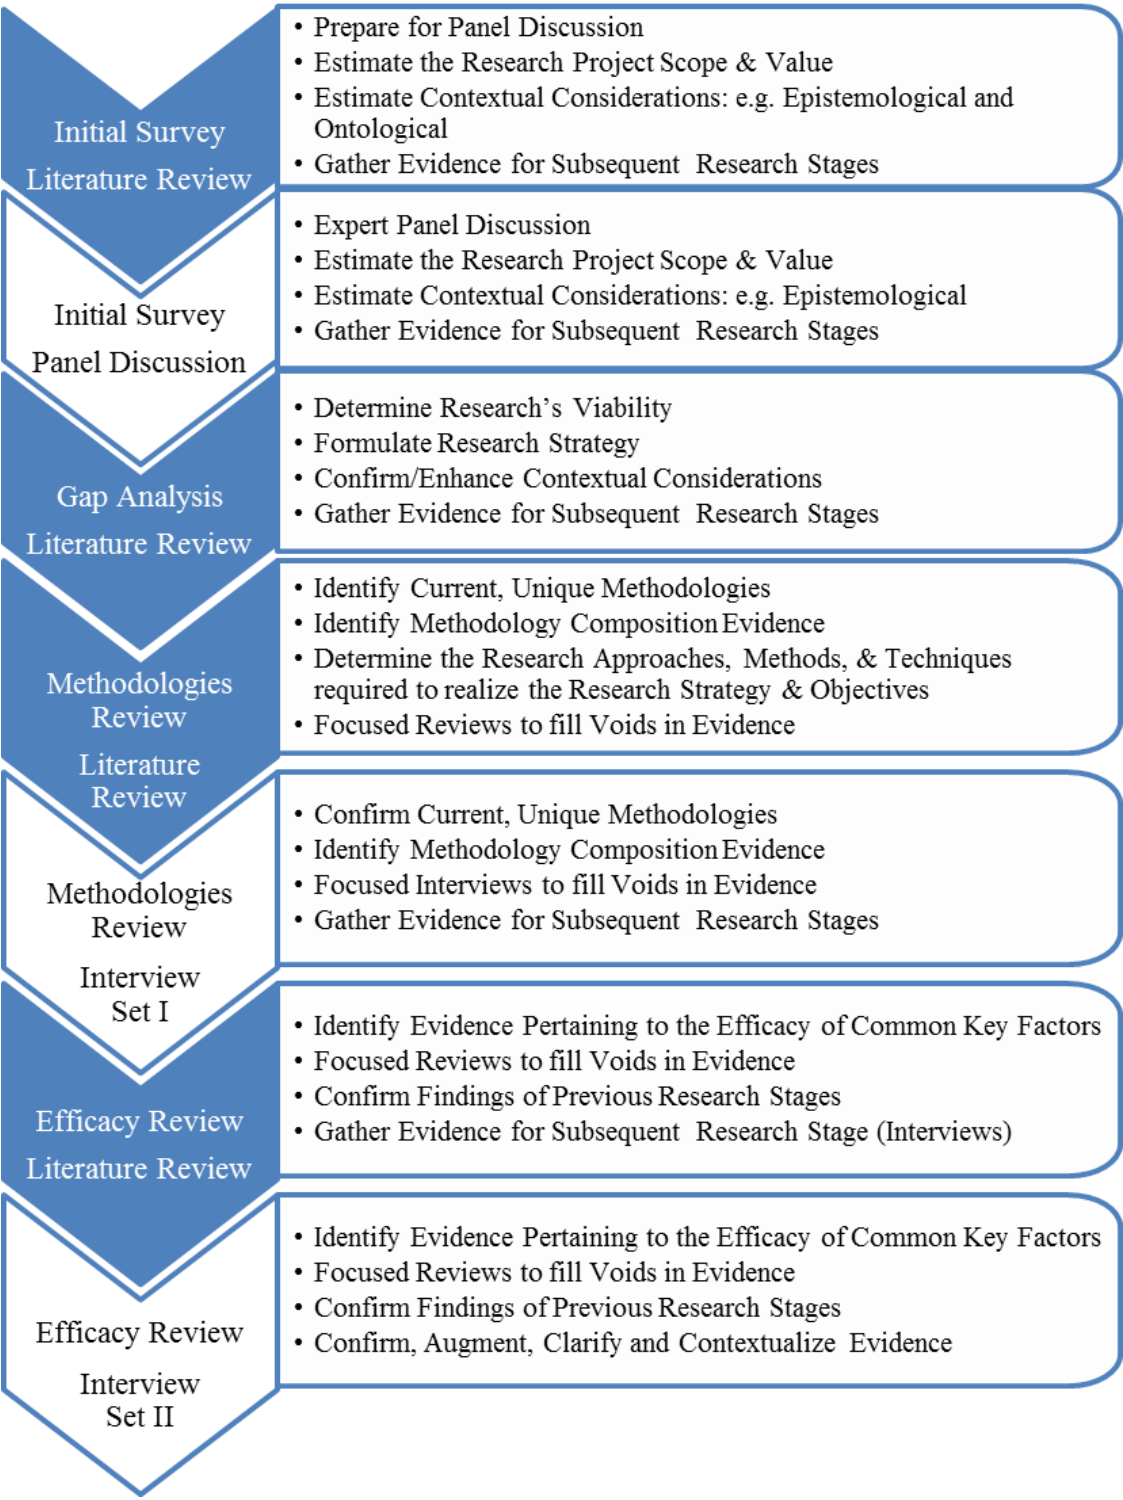 Initial Survey
Literature Review
• Prepare for Panel Discussion
• Estimate the Research Project Scope & Value
• Estimate Contextual Considerations: e.g. Epistemological and
Ontological
• Gather Evidence for Subsequent Research Stages
Initial Survey
Panel Discussion
• Expert Panel Discussion
• Estimate the Research Project Scope & Value
• Estimate Contextual Considerations: e.g. Epistemological
• Gather Evidence for Subsequent Research Stages
Gap Analysis
Literature Review
• Determine Research’s Viability
• Formulate Research Strategy
• Confirm/Enhance Contextual Considerations
• Gather Evidence for Subsequent Research Stages
Methodologies
Review
Literature
Review
• Identify Current, Unique Methodologies
• Identify Methodology Composition Evidence
• Determine the Research Approaches, Methods, & Techniques
required to realize the Research Strategy & Objectives
• Focused Reviews to fill Voids in Evidence
Methodologies
Review
Interview
Set I
• Confirm Current, Unique Methodologies
• Identify Methodology Composition Evidence
• Focused Interviews to fill Voids in Evidence
• Gather Evidence for Subsequent Research Stages
Efficacy Review
Literature Review
• Identify Evidence Pertaining to the Efficacy of Common Key Factors
• Focused Reviews to fill Voids in Evidence
• Confirm Findings of Previous Research Stages
• Gather Evidence for Subsequent Research Stage (Interviews)
Efficacy Review
Interview
Set II
• Identify Evidence Pertaining to the Efficacy of Common Key Factors
• Focused Reviews to fill Voids in Evidence
• Confirm Findings of Previous Research Stages
• Confirm, Augment, Clarify and Contextualize Evidence